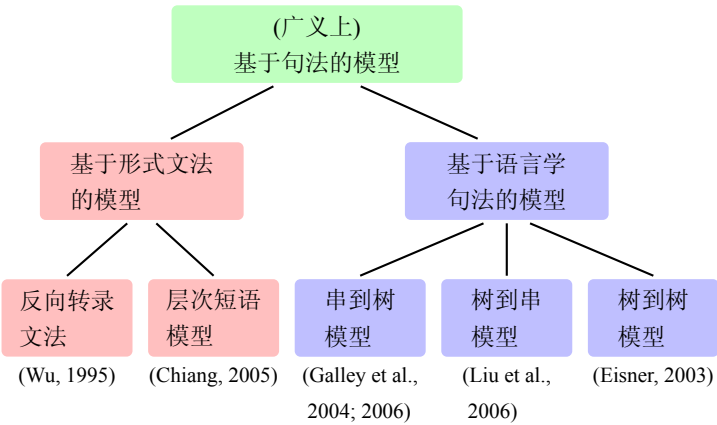 (广义上)
基于句法的模型
基于形式文法
的模型
基于语言学
句法的模型
反向转录
文法
层次短语
模型
串到树
模型
树到串
模型
树到树
模型
(Wu, 1995)
(Chiang, 2005)
(Galley et al.,
2004; 2006)
(Liu et al.,
2006)
(Eisner, 2003)